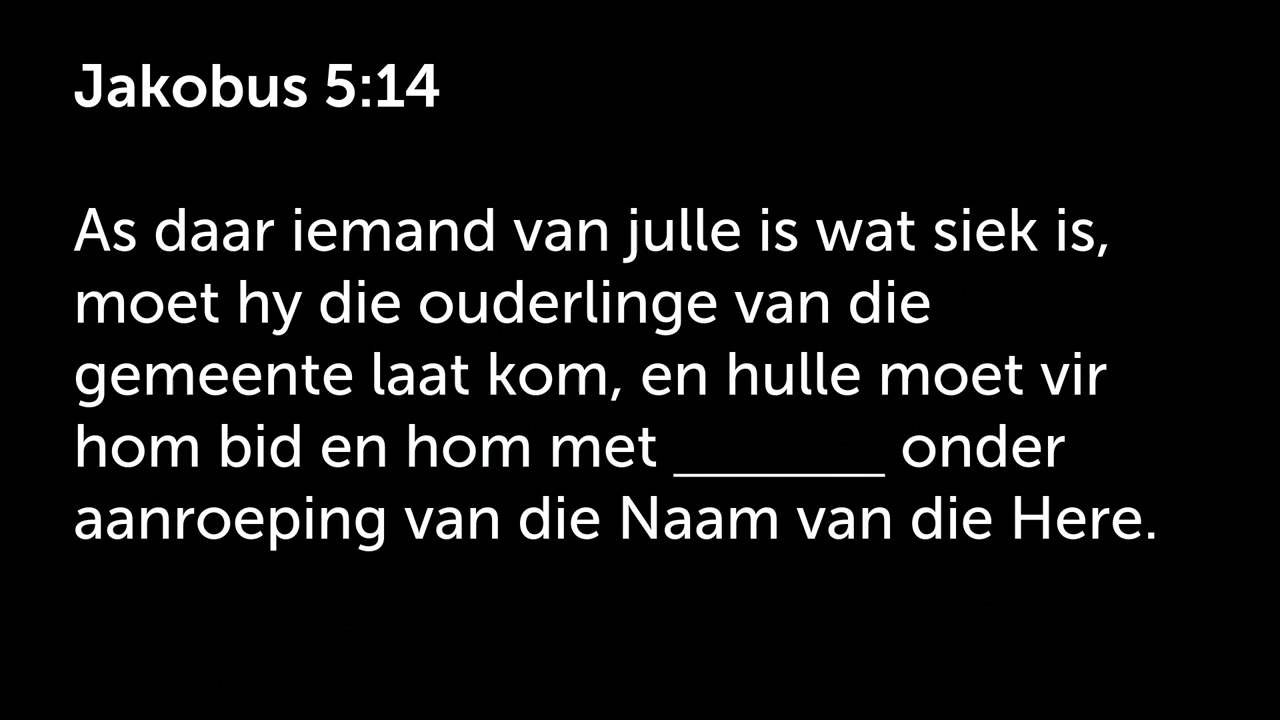 Jakobus 5:14
As daar iemand van julle is wat siek is,
moet hy die ouderlinge van die
gemeente laat kom, en hulle moet vir
hom bid en hom met _______ onder
aanroeping van die Naam van die Here.